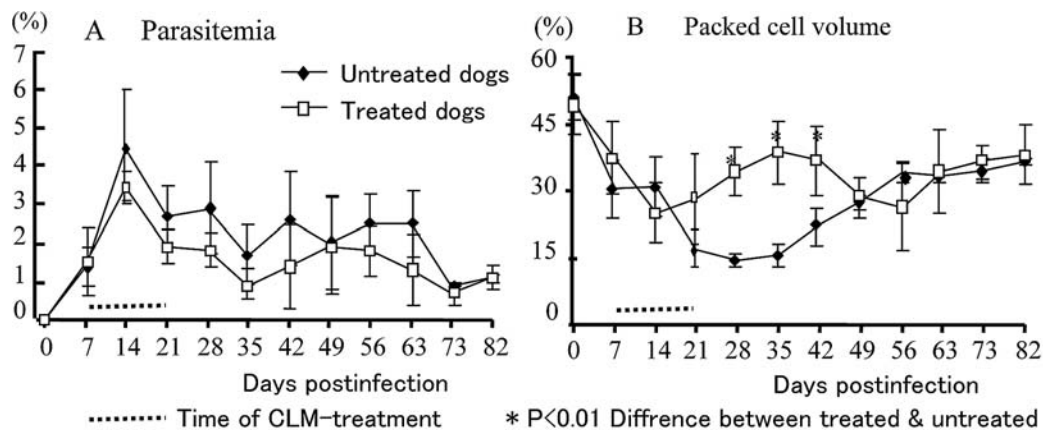 (%) A Parasitemia
7
6
5
4
3
2
1
0
Untreated dogs
Treated dogs
0 7 14 21 28 35 42 49 56 63 73 82
Days postinfection
(%) B Packed cell volume
60
45
30
15
0
* * *
0 7 14 21 28 35 42 49 56 63 73 82
Days postinfection
Time of CLM-treatment
* P<0.01 Diffrence between treated & untreated